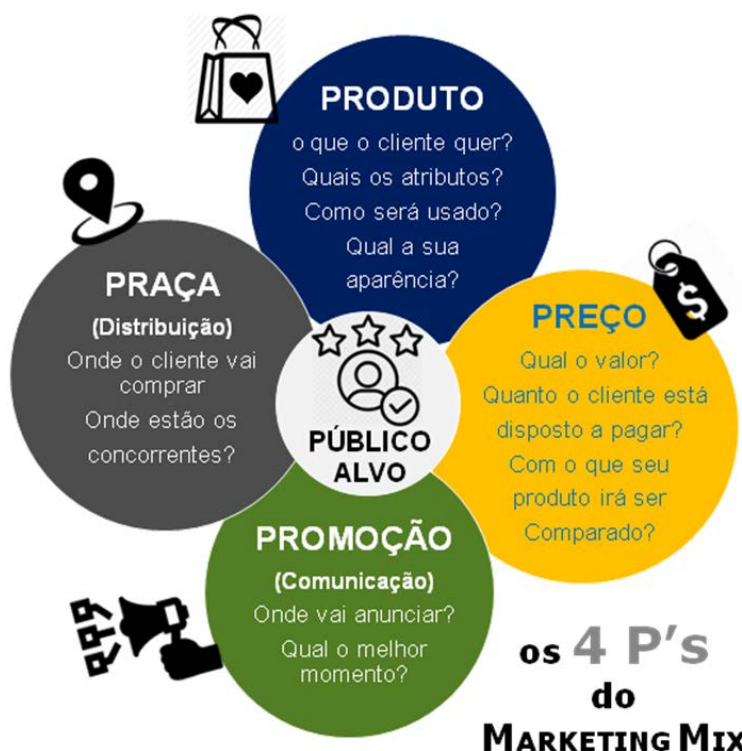 PRODUTO
o que o cliente quer?
Quais os atributos?
Como será usado?
Qual a sua
aparência?
PRAÇA
(Distribuição)
Onde o cliente vai
comprar
Onde estão os
concorrentes?
$
PREÇO
Qual o valor?
Quanto o cliente está
disposto a pagar?
Com o que seu
produto irá ser
Comparado?
PÚBLICO
ALVO
PROMOÇÃO
(Comunicação)
Onde vai anunciar?
Qual o melhor
momento?
os 4 P's
do
MARKETING MIX